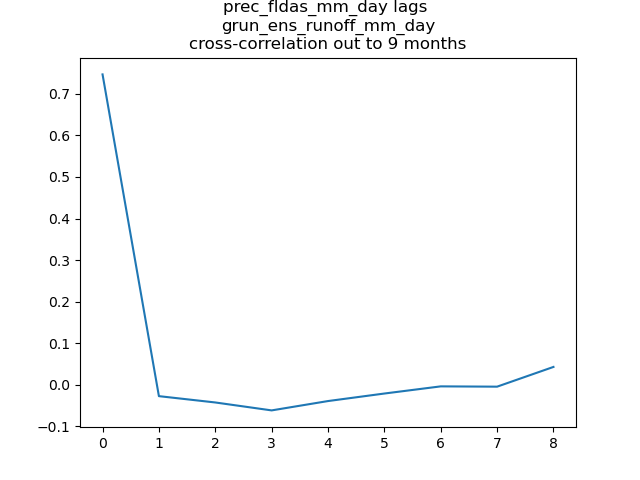 prec_fldas_mm_day lags
grun_ens_runoff_mm_day
cross-correlation out to 9 months
0.7
0.6
0.5
0.4
0.3
0.2
0.1
0.0
−0.1
0 1 2 3 4 5 6 7 8